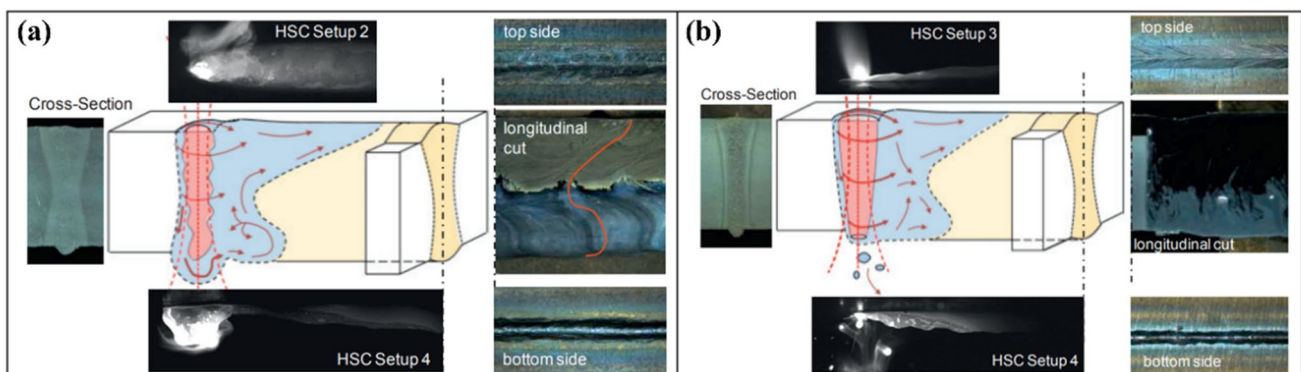 (a)
HSC Setup 2
top side
Cross-Section
longitudinal
cut
HSC Setup 4
bottom side
(b)
HSC Setup 3
top side
Cross-Section
longitudinal cut
HSC Setup 4
bottom side